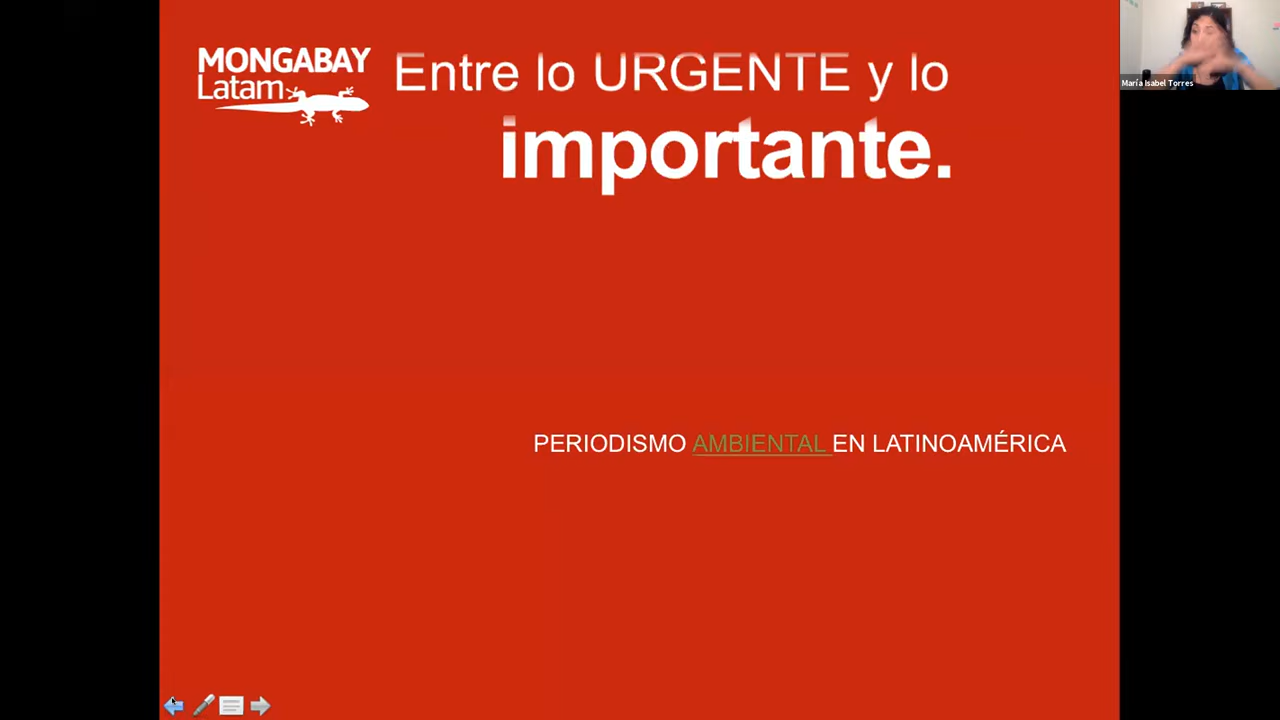 MONGABAY
Latam
Entre lo URGENTE y lo
importante.
María Isabel Torres
PERIODISMO AMBIENTAL EN LATINOAMÉRICA